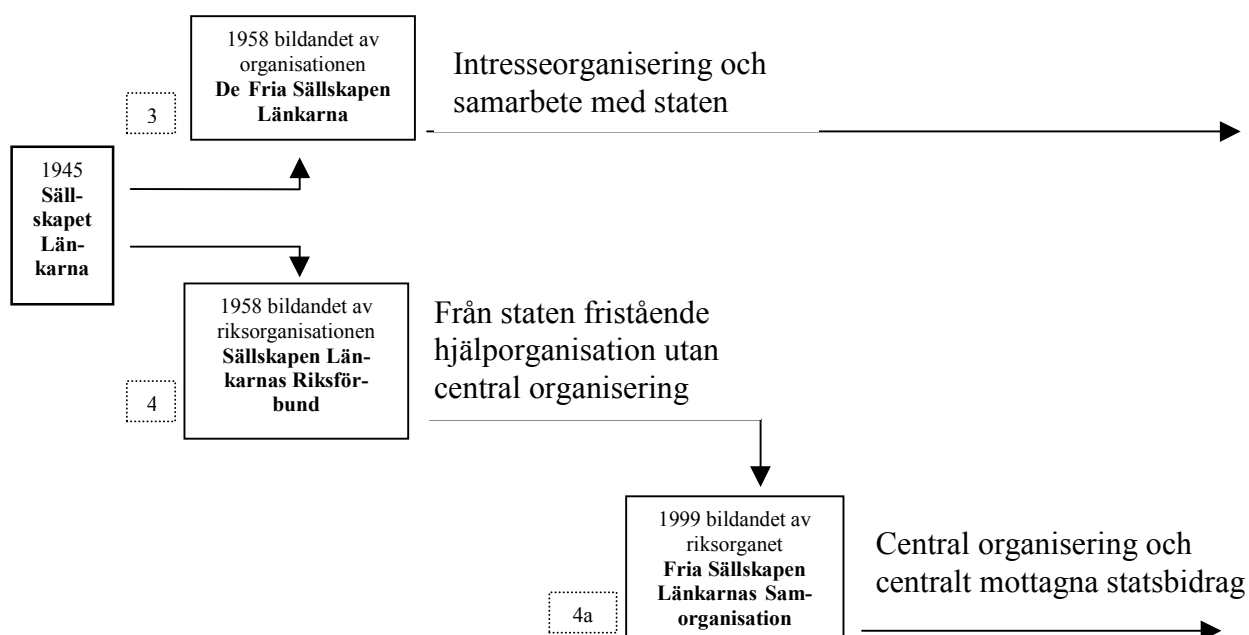 1958 bildandet av
organisationen
De Fria Sällskapen
Länkarna
3
Intresseorganisering och
samarbete med staten
1945
Säll-
skapet
Län-
karna
1958 bildandet av
riksorganisationen
Sällskapen Län-
karnas Riksför-
bund
4
Från staten fristående
hjälporganisation utan
central organisering
1999 bildandet av
riksorganet
Fria Sällskapen
Länkarnas Sam-
organisation
4a
Central organisering och
centralt mottagna statsbidrag